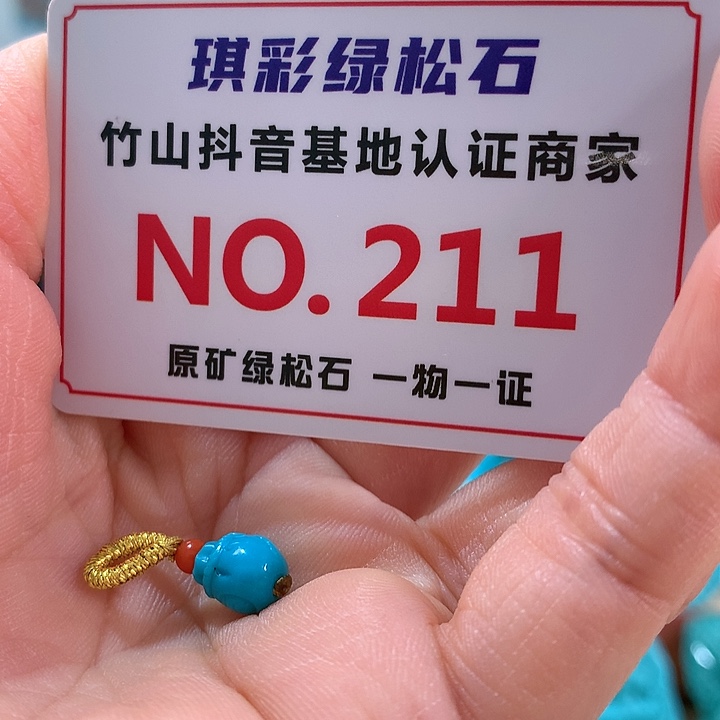 琪彩绿松石
竹山抖音基地认证商家
NO.211
原矿绿松石 一物一证